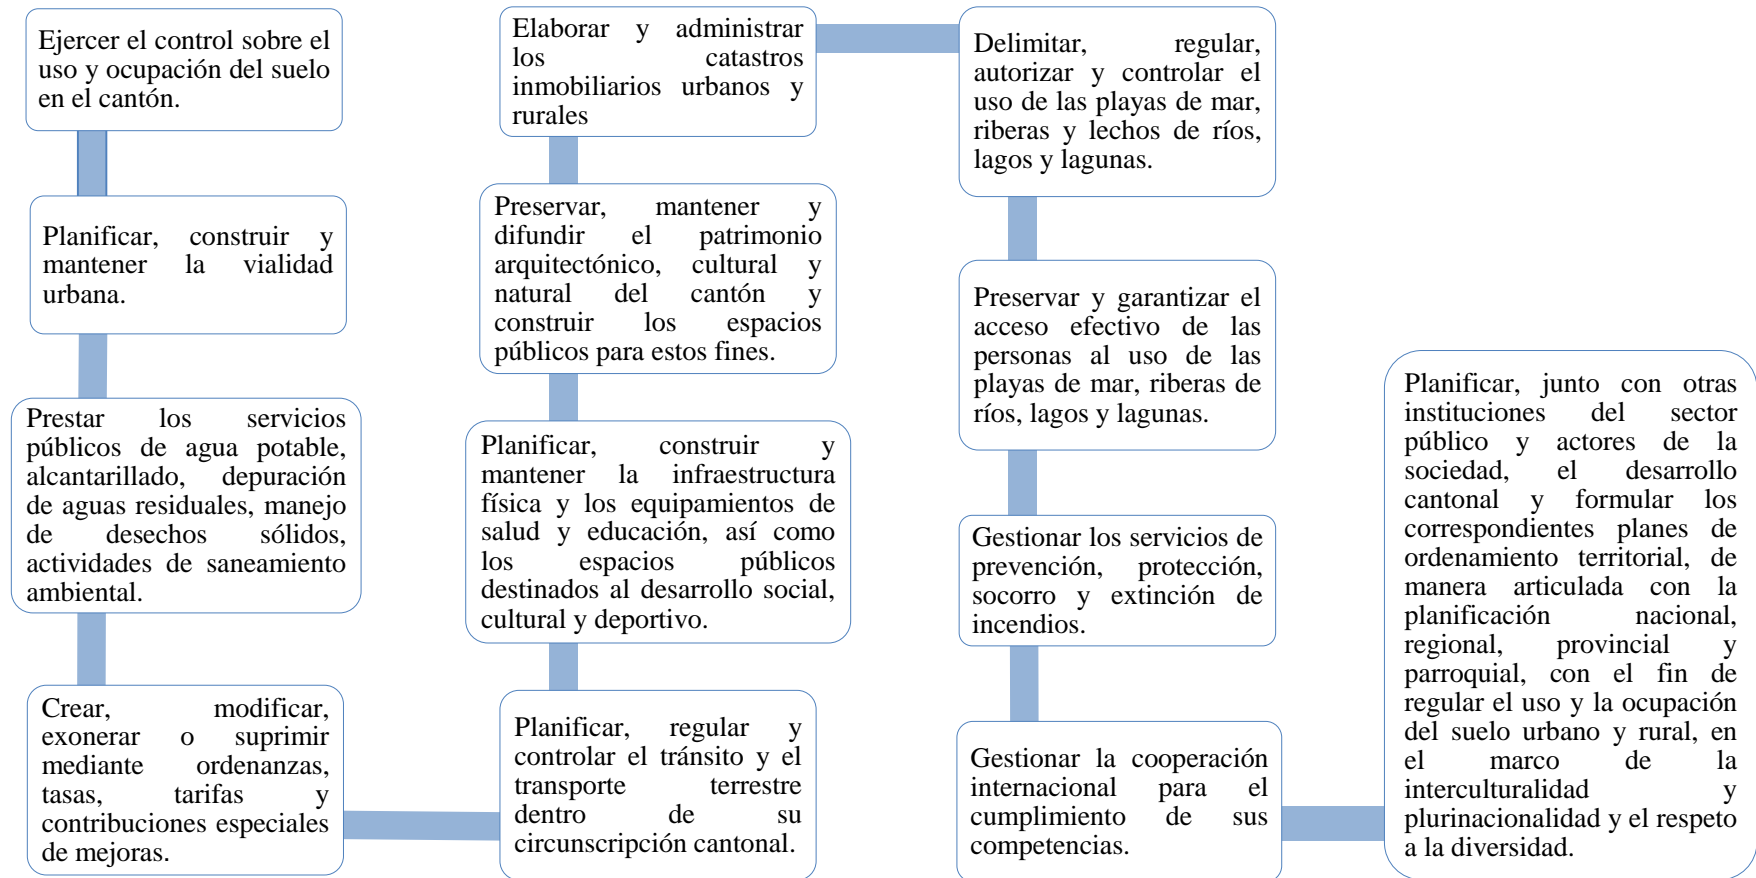 Ejercer el control sobre el
uso y ocupación del suelo
en el cantón.
Planificar, construir y
mantener la vialidad
urbana.
Prestar los servicios
públicos de agua potable,
alcantarillado, depuración
de aguas residuales, manejo
de desechos sólidos,
actividades de saneamiento
ambiental.
Crear, modificar,
exonerar o suprimir
mediante ordenanzas,
tasas, tarifas y
contribuciones especiales
de mejoras.
Planificar, regular y
controlar el tránsito y el
transporte terrestre
dentro de su
circunscripción cantonal.
Planificar, construir y
mantener la infraestructura
física y los equipamientos de
salud y educación, así como
los espacios públicos
destinados al desarrollo social,
cultural y deportivo.
Preservar, mantener y
difundir el patrimonio
arquitectónico, cultural y
natural del cantón y
construir los espacios
públicos para estos fines.
Elaborar y administrar
los catastros
inmobiliarios urbanos y
rurales
Delimitar, regular,
autorizar y controlar el
uso de las playas de mar,
riberas y lechos de ríos,
lagos y lagunas.
Preservar y garantizar el
acceso efectivo de las
personas al uso de las
playas de mar, riberas de
ríos, lagos y lagunas.
Gestionar los servicios de
prevención, protección,
socorro y extinción de
incendios.
Gestionar la cooperación
internacional para el
cumplimiento de sus
competencias.
Planificar, junto con otras
instituciones del sector
público y actores de la
sociedad, el desarrollo
cantonal y formular los
correspondientes planes de
ordenamiento territorial, de
manera articulada con la
planificación nacional,
regional, provincial y
parroquial, con el fin de
regular el uso y la ocupación
del suelo urbano y rural, en
el marco de la
interculturalidad y
plurinacionalidad y el respeto
a la diversidad.